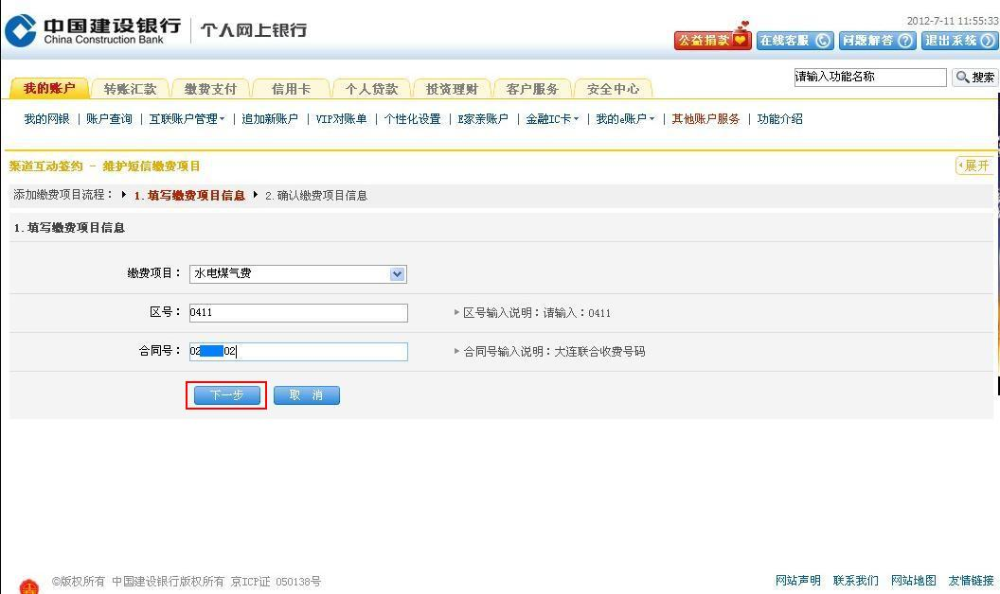 中国建设银行 个人网上银行
China Construction Bank
2012-7-11 11:55:33
公益捐款 在线客服 问题解答 退出系统
请输入功能名称 搜索
我的账户 转账汇款 缴费支付 信用卡 个人贷款 投资理财 客户服务 安全中心
我的网银 | 账户查询 | 互联账户管理 | 追加新账户 | VIP对账单 | 个性化设置 | E家亲账户 | 金融IC卡 | 我的e账户 | 其他账户服务 | 功能介绍
渠道互动签约 - 维护短信缴费项目
展开
添加缴费项目流程： 1.填写缴费项目信息 2.确认缴费项目信息
1.填写缴费项目信息
缴费项目： 水电煤气费
区号： 0411 区号输入说明：请输入：0411
合同号： 02 02 合同号输入说明：大连联合收费号码
下一步 取 消
©版权所有 中国建设银行版权所有 京ICP证 050138号
网站声明 联系我们 网站地图 友情链接